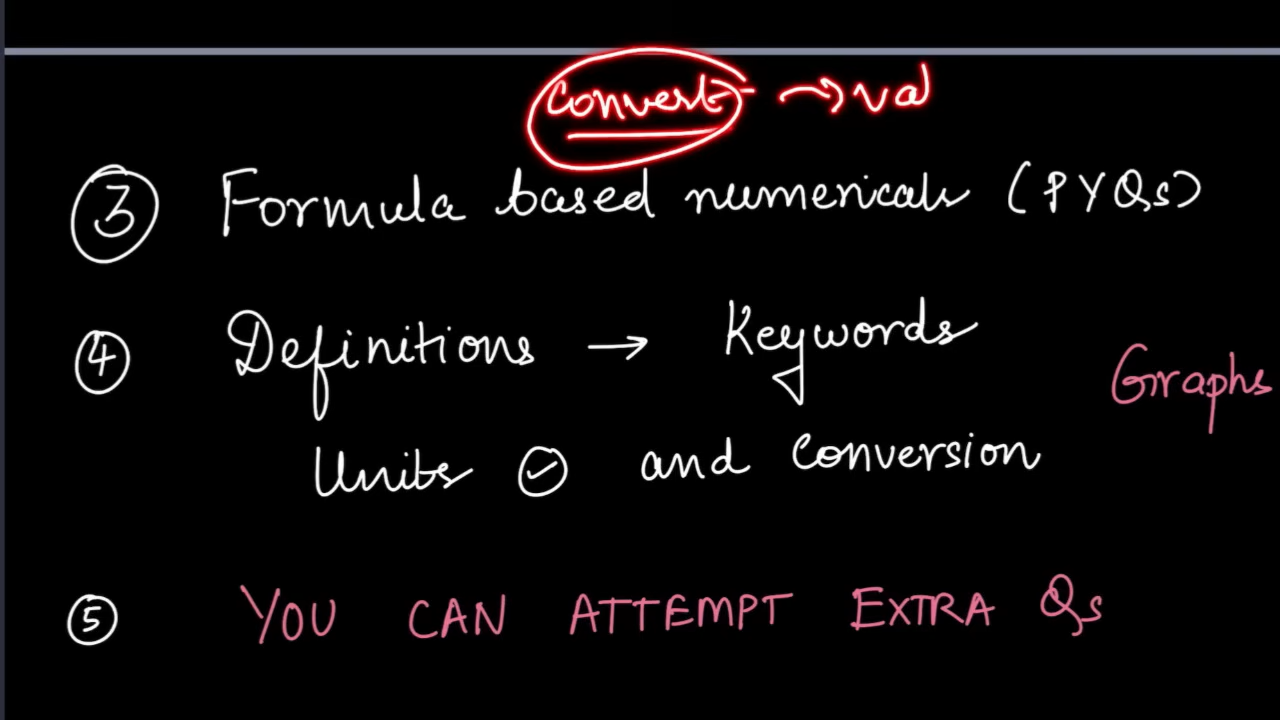 convert → val
③ Formula based numericals (PYQs)
④ Definitions → Keywords
Graphs
Units ✓ and conversion
⑤ YOU CAN ATTEMPT EXTRA Qs